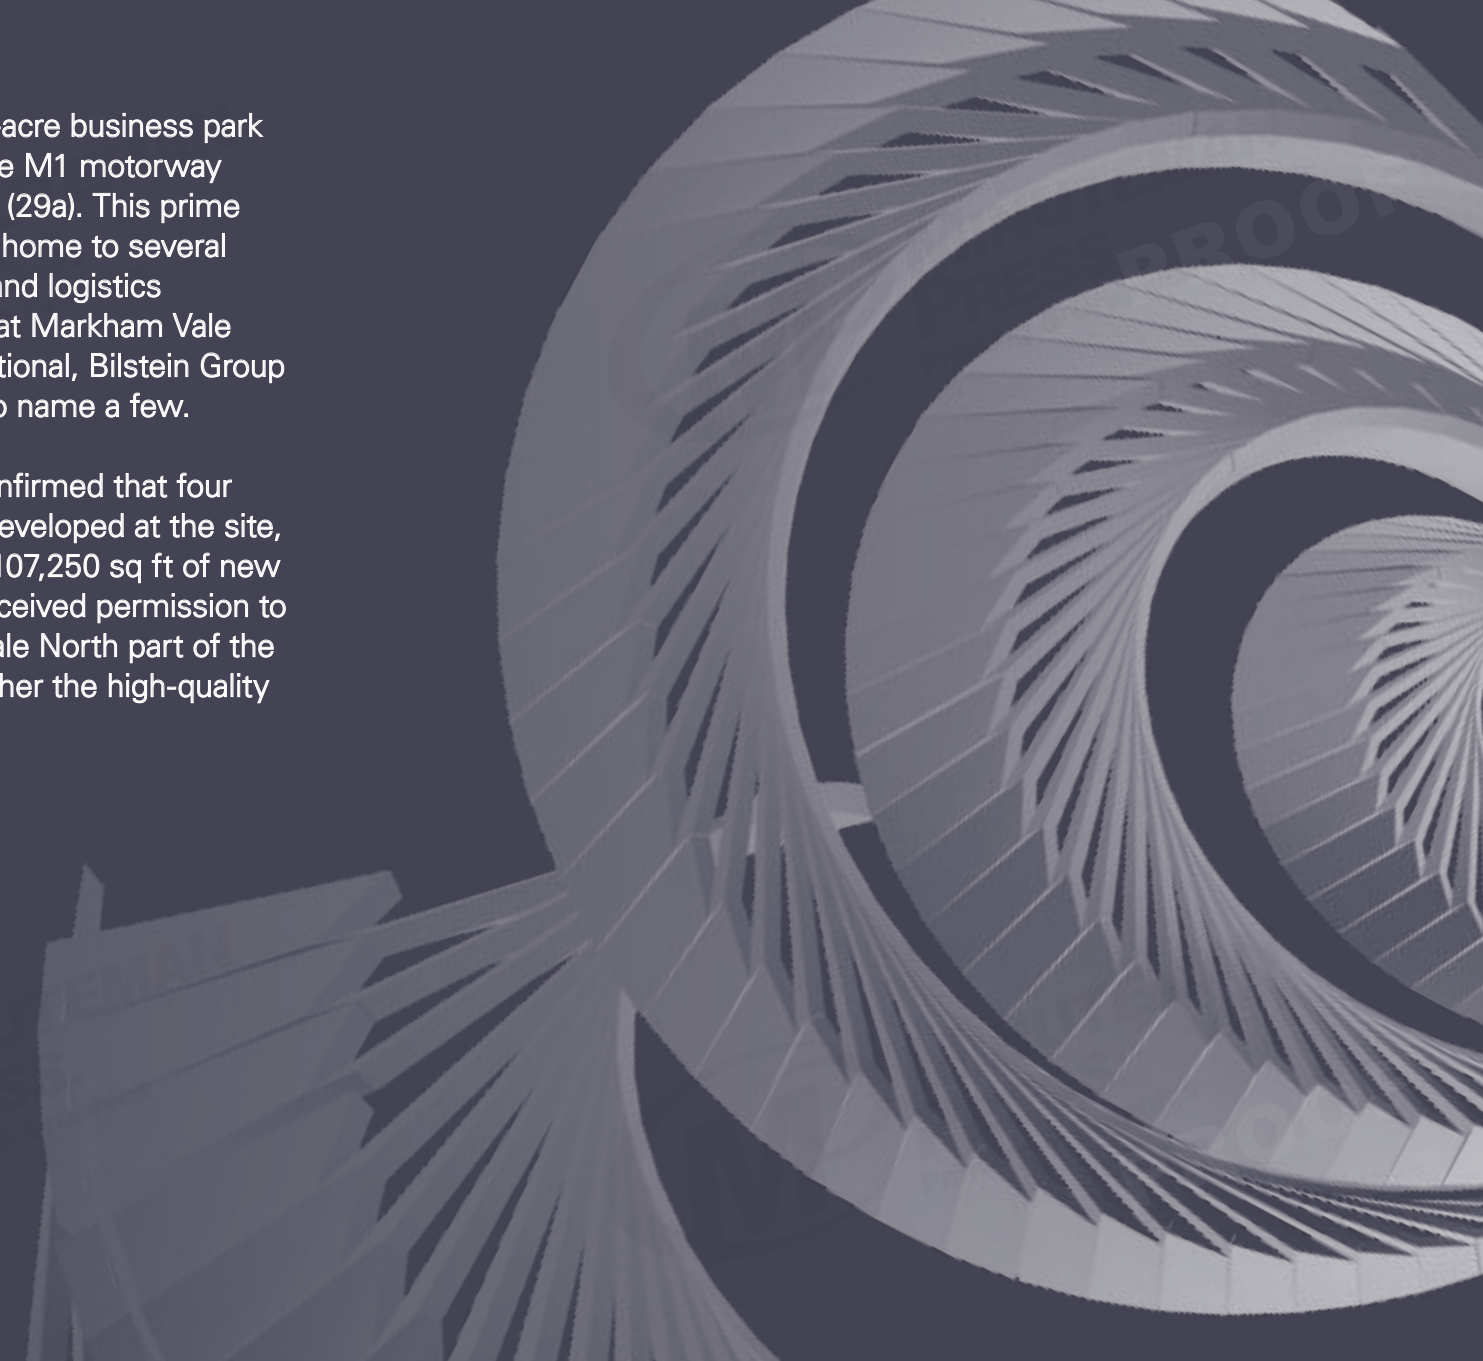 acre business park
e M1 motorway
(29a). This prime
home to several
nd logistics
at Markham Vale
tional, Bilstein Group
o name a few.
nfirmed that four
eveloped at the site,
107,250 sq ft of new
ceived permission to
ale North part of the
her the high-quality
PROOF
PRESS